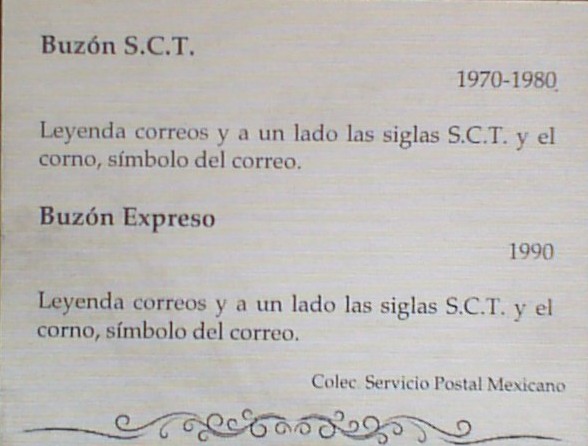 Buzón S.C.T.
1970-1980
Leyenda correos y a un lado las siglas S.C.T. y el
corno, símbolo del correo.
Buzón Expreso
1990
Leyenda correos y a un lado las siglas S.C.T. y el
corno, símbolo del correo.
Colec. Servicio Postal Mexicano